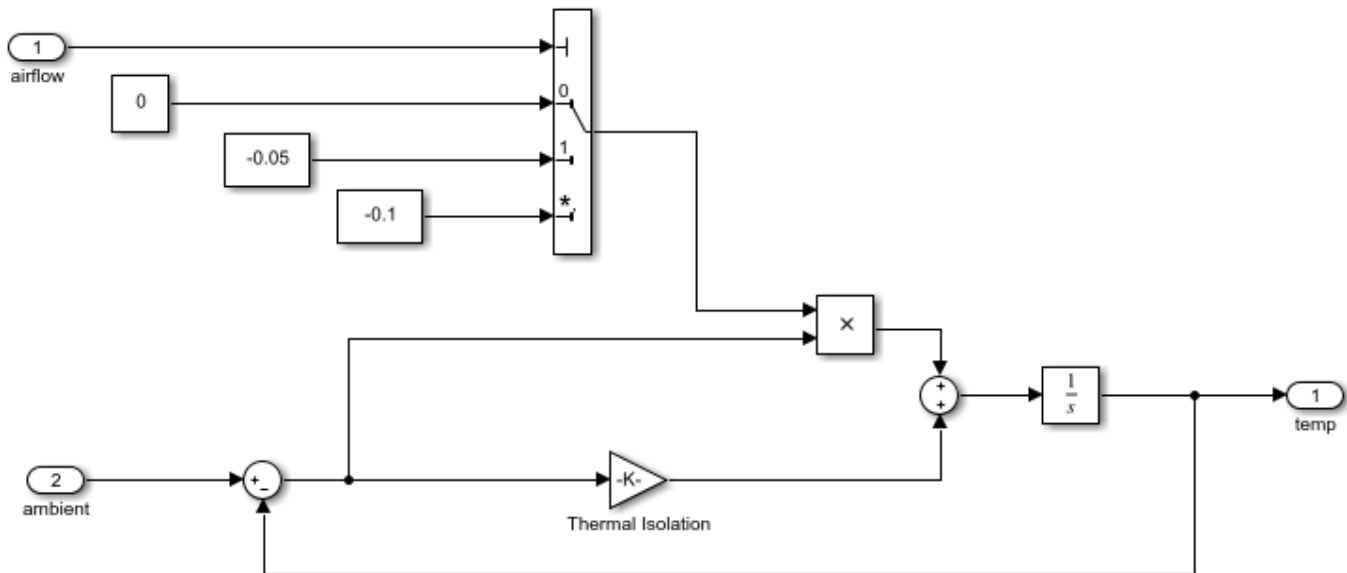 1
airflow
0
0
-0.05
1
-0.1
*
×
+
+
1
s
1
temp
2
ambient
+
−
-K-
Thermal Isolation